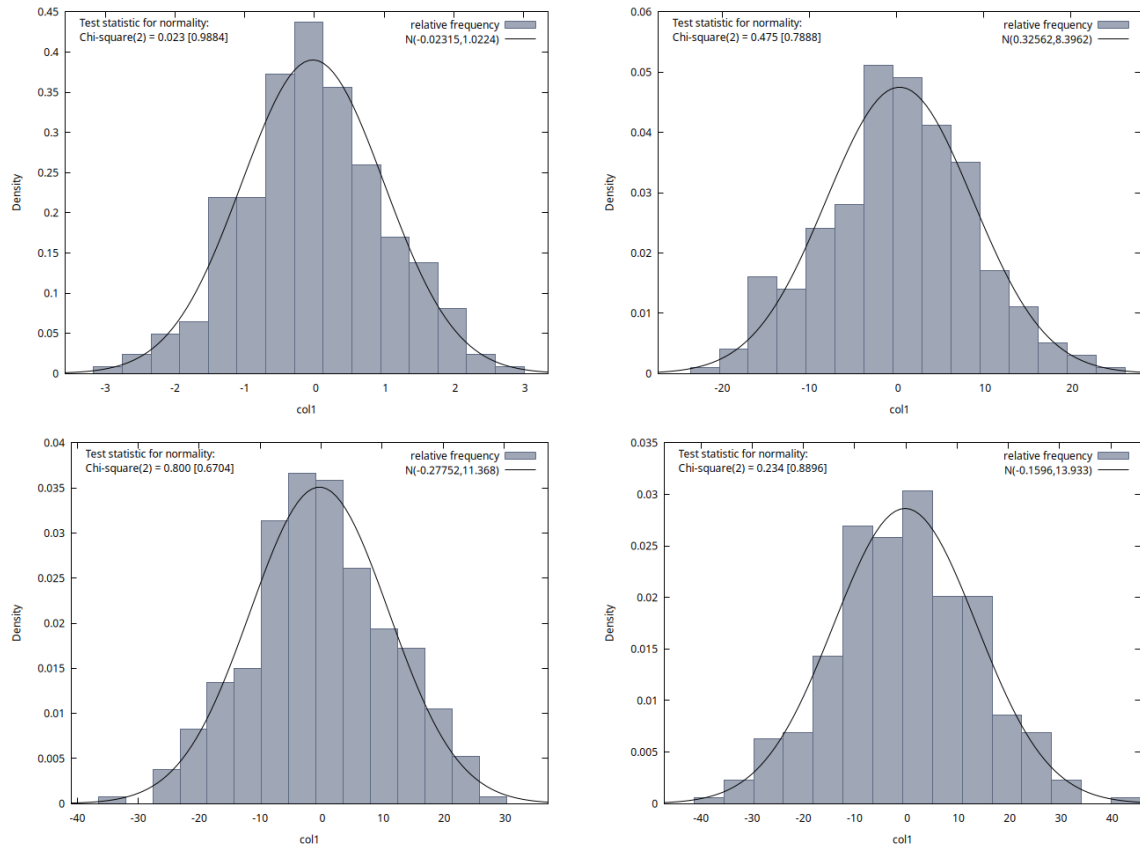 Test statistic for normality:
Chi-square(2) = 0.023 [0.9884]
relative frequency
N(-0.02315,1.0224)
0.45
0.4
0.35
0.3
0.25
0.2
0.15
0.1
0.05
0
Density
-3 -2 -1 0 1 2 3
col1
Test statistic for normality:
Chi-square(2) = 0.475 [0.7888]
relative frequency
N(0.32562,8.3962)
0.06
0.05
0.04
0.03
0.02
0.01
0
Density
-20 -10 0 10 20
col1
Test statistic for normality:
Chi-square(2) = 0.800 [0.6704]
relative frequency
N(-0.27752,11.368)
0.04
0.035
0.03
0.025
0.02
0.015
0.01
0.005
0
Density
-40 -30 -20 -10 0 10 20 30
col1
Test statistic for normality:
Chi-square(2) = 0.234 [0.8896]
relative frequency
N(-0.1596,13.933)
0.035
0.03
0.025
0.02
0.015
0.01
0.005
0
Density
-40 -30 -20 -10 0 10 20 30 40
col1